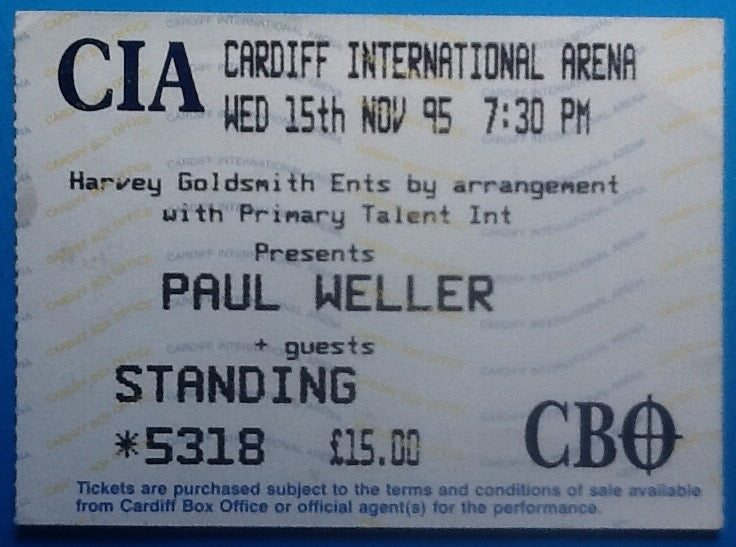 CIA CARDIFF INTERNATIONAL ARENA
WED 15th NOV 95 7:30 PM
Harvey Goldsmith Ents by arrangement
with Primary Talent Int
Presents
PAUL WELLER
+ guests
STANDING
*5318 £15.00
CBO
Tickets are purchased subject to the terms and conditions of sale available
from Cardiff Box Office or official agent(s) for the performance.